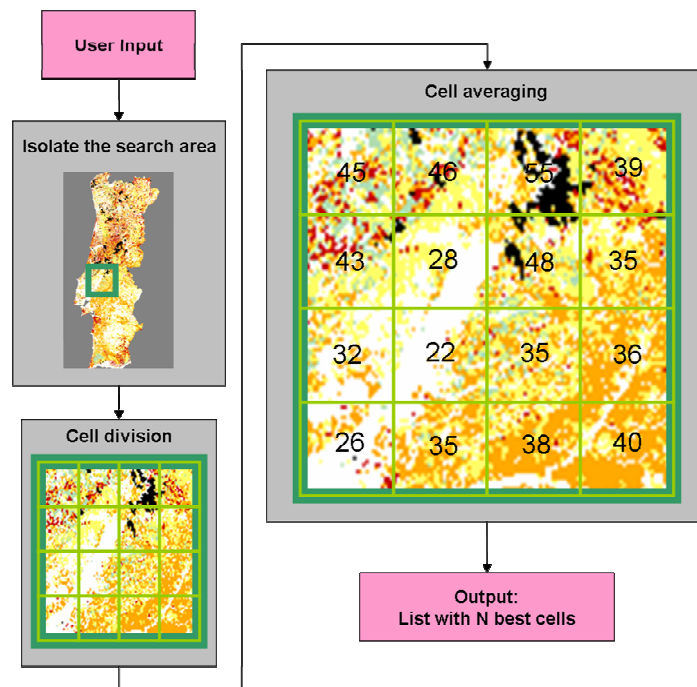 User Input
Isolate the search area
Cell division
Cell averaging
45 46 55 39
43 28 48 35
32 22 35 36
26 35 38 40
Output:
List with N best cells